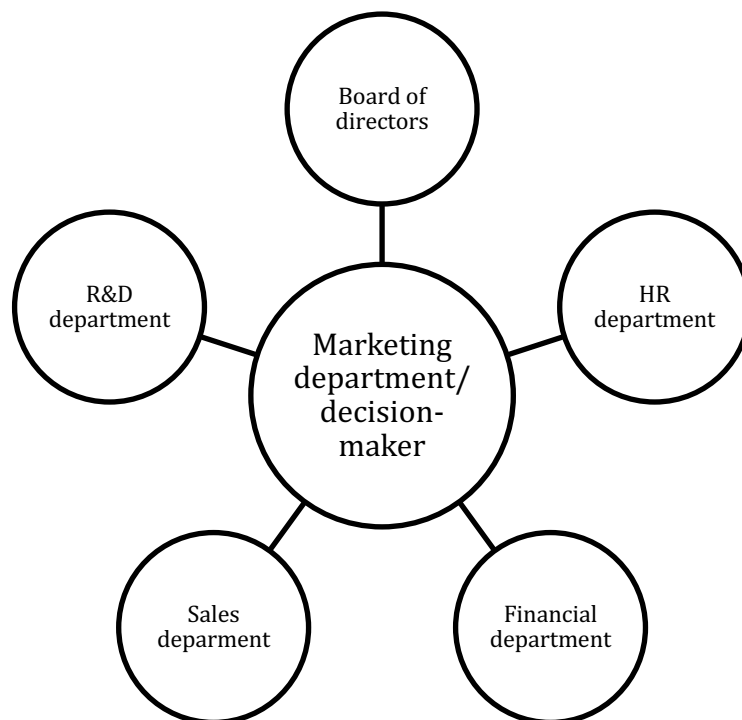 Board of
directors
R&D
department
HR
department
Marketing
department/
decision-
maker
Sales
deparment
Financial
department